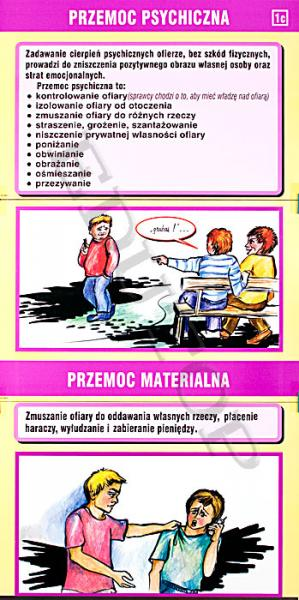 PRZEMOC PSYCHICZNA
1c
Zadawanie cierpień psychicznych ofierze, bez szkód fizycznych,
prowadzi do zniszczenia pozytywnego obrazu własnej osoby oraz
strat emocjonalnych.
Przemoc psychiczna to:
• kontrolowanie ofiary (sprawcy chodzi o to, aby mieć władzę nad ofiarą)
• izolowanie ofiary od otoczenia
• zmuszanie ofiary do różnych rzeczy
• straszenie, grożenie, szantażowanie
• niszczenie prywatnej własności ofiary
• poniżanie
• obwinianie
• obrażanie
• ośmieszanie
• przezywanie
PRZEMOC MATERIALNA
Zmuszanie ofiary do oddawania własnych rzeczy, płacenie
haraczy, wyłudzanie i zabieranie pieniędzy.